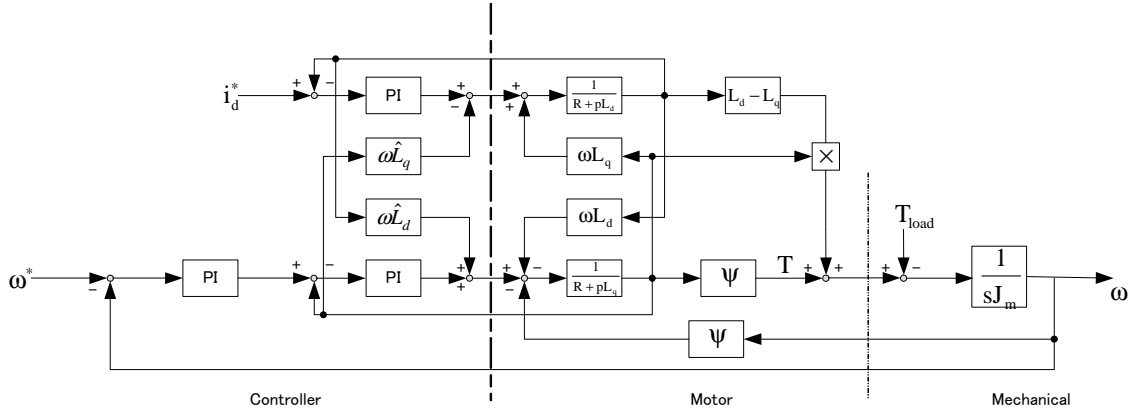 + −
i*d
PI
+ −
+ +
1
R + pLd
Ld − Lq
ωL̂q
ωLq
×
ωL̂d
ωLd
Tload
ω*
−
PI
+ −
PI
+ +
+ − −
1
R + pLq
Ψ
T
+ +
+ −
1
sJm
ω
Ψ
Controller
Motor
Mechanical